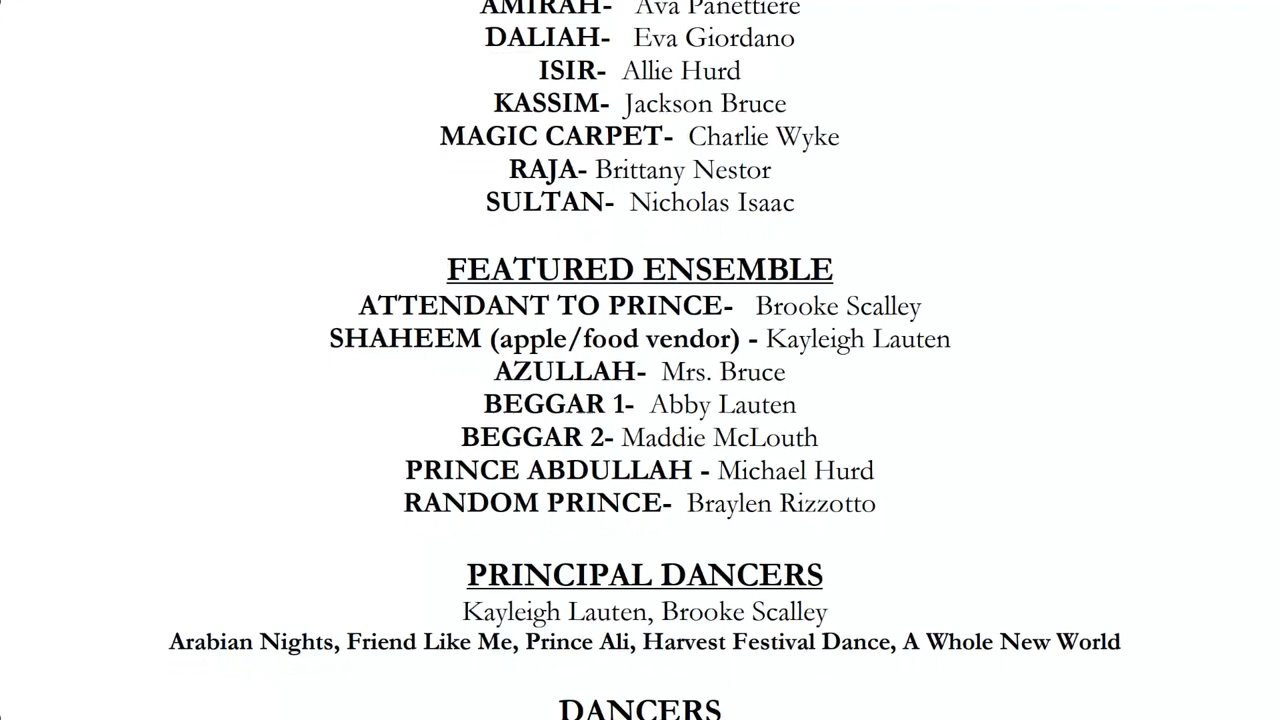 AMIRAH- Ava Panettiere
DALIAH- Eva Giordano
ISIR- Allie Hurd
KASSIM- Jackson Bruce
MAGIC CARPET- Charlie Wyke
RAJA- Brittany Nestor
SULTAN- Nicholas Isaac
FEATURED ENSEMBLE
ATTENDANT TO PRINCE- Brooke Scalley
SHAHEEM (apple/food vendor) - Kayleigh Lauten
AZULLAH- Mrs. Bruce
BEGGAR 1- Abby Lauten
BEGGAR 2- Maddie McLouth
PRINCE ABDULLAH - Michael Hurd
RANDOM PRINCE- Braylen Rizzotto
PRINCIPAL DANCERS
Kayleigh Lauten, Brooke Scalley
Arabian Nights, Friend Like Me, Prince Ali, Harvest Festival Dance, A Whole New World
DANCERS